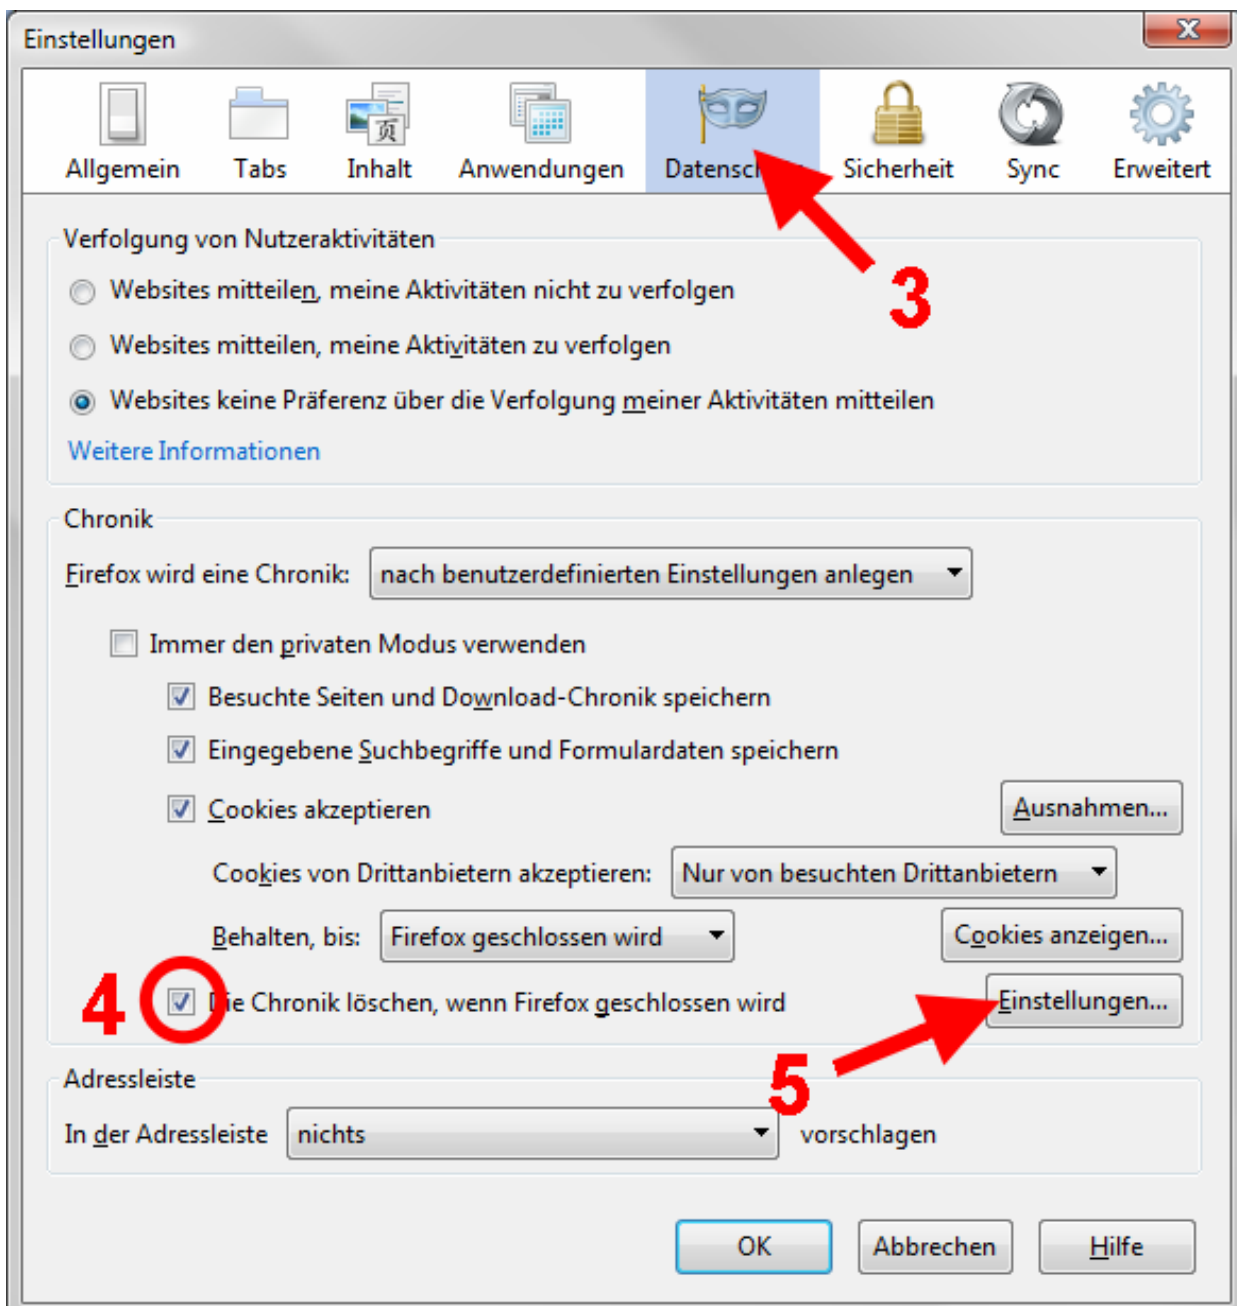 Einstellungen
Allgemein Tabs Inhalt Anwendungen Sicherheit Sync Erweitert
页
3
Verfolgung von Nutzeraktivitäten
Websites mitteilen, meine Aktivitäten nicht zu verfolgen
Websites mitteilen, meine Aktivitäten zu verfolgen
Websites keine Präferenz über die Verfolgung meiner Aktivitäten mitteilen
Weitere Informationen
Chronik
Firefox wird eine Chronik: nach benutzerdefinierten Einstellungen anlegen
Immer den privaten Modus verwenden
Besuchte Seiten und Download-Chronik speichern
Eingegebene Suchbegriffe und Formulardaten speichern
Cookies akzeptieren Ausnahmen...
Cookies von Drittanbietern akzeptieren: Nur von besuchten Drittanbietern
Behalten, bis: Firefox geschlossen wird Cookies anzeigen...
4 Die Chronik löschen, wenn Firefox geschlossen wird Einstellungen...
5
Adressleiste
In der Adressleiste nichts vorschlagen
OK Abbrechen Hilfe